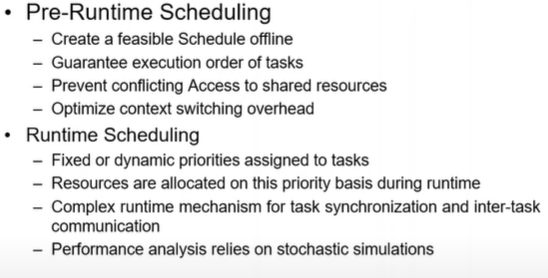 • Pre-Runtime Scheduling
– Create a feasible Schedule offline
– Guarantee execution order of tasks
– Prevent conflicting Access to shared resources
– Optimize context switching overhead
• Runtime Scheduling
– Fixed or dynamic priorities assigned to tasks
– Resources are allocated on this priority basis during runtime
– Complex runtime mechanism for task synchronization and inter-task
communication
– Performance analysis relies on stochastic simulations